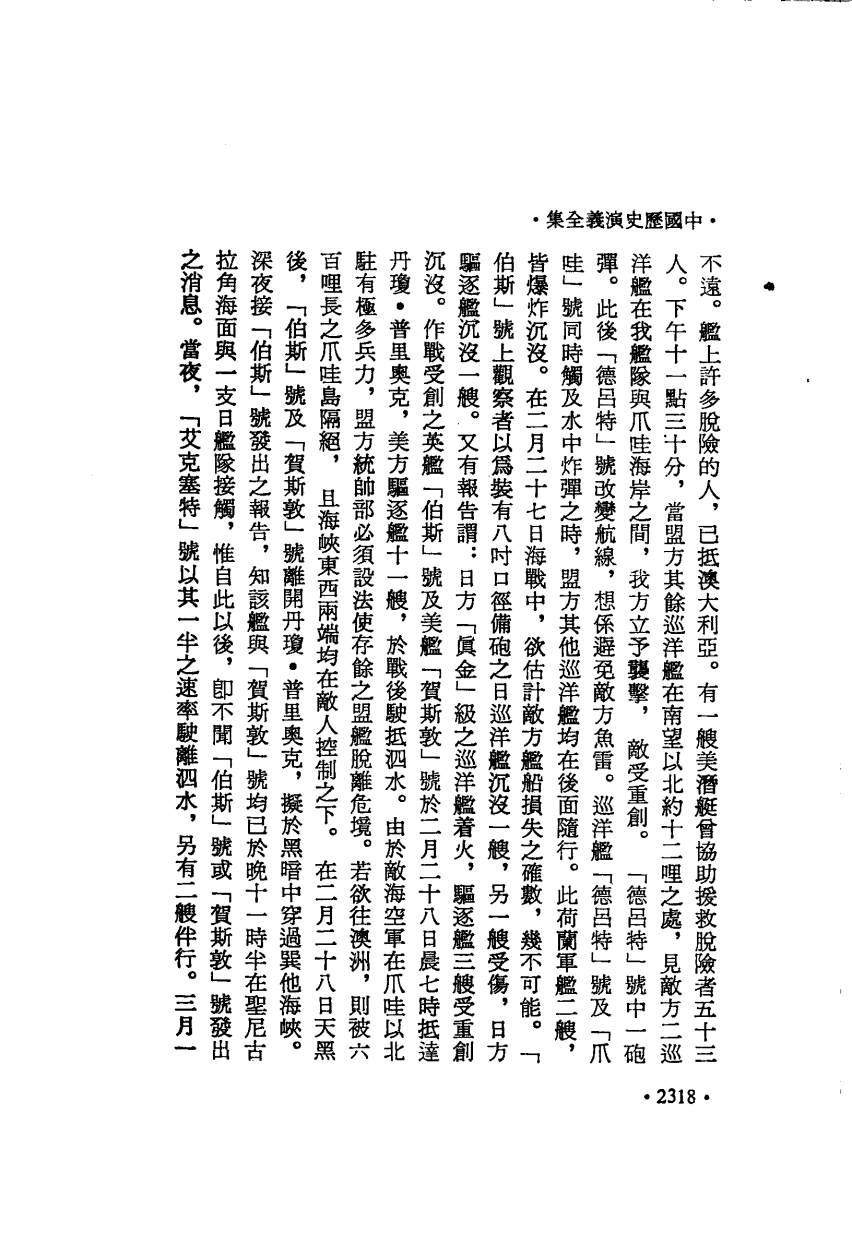 ·中國歷史演義全集·
不遠。艦上許多脫險的人，已抵澳大利亞。有一艘美潛艇曾協助援救脫險者五十三
人。下午十一點三十分，當盟方其餘巡洋艦在南望以北約十二哩之處，見敵方二巡
洋艦在我艦隊與爪哇海岸之間，我方立予襲擊，敵受重創。「德呂特」號中一砲
彈。此後「德呂特」號改變航線，想係避免敵方魚雷。巡洋艦「德呂特」號及「爪
哇」號同時觸及水中炸彈之時，盟方其他巡洋艦均在後面隨行。此荷蘭軍艦二艘，
皆爆炸沉沒。在二月二十七日海戰中，欲估計敵方艦船損失之確數，幾不可能。「
伯斯」號上觀察者以爲裝有八吋口徑備砲之日巡洋艦沉沒一艘，另一艘受傷，日方
驅逐艦沉沒一艘。又有報告謂：日方「眞金」級之巡洋艦着火，驅逐艦三艘受重創
沉沒。作戰受創之英艦「伯斯」號及美艦「賀斯敦」號於二月二十八日晨七時抵達
丹瓊·普里奧克，美方驅逐艦十一艘，於戰後駛抵泗水。由於敵海空軍在爪哇以北
駐有極多兵力，盟方統帥部必須設法使存餘之盟艦脫離危境。若欲往澳洲，則被六
百哩長之爪哇島隔絕，且海峽東西兩端均在敵人控制之下。在二月二十八日天黑
後，「伯斯」號及「賀斯敦」號離開丹瓊·普里奧克，擬於黑暗中穿過巽他海峽。
深夜接「伯斯」號發出之報告，知該艦與「賀斯敦」號均已於晚十一時半在聖尼古
拉角海面與一支日艦隊接觸，惟自此以後，卽不聞「伯斯」號或「賀斯敦」號發出
之消息。當夜，「艾克塞特」號以其一半之速率駛離泗水，另有二艘伴行。三月一
·2318·